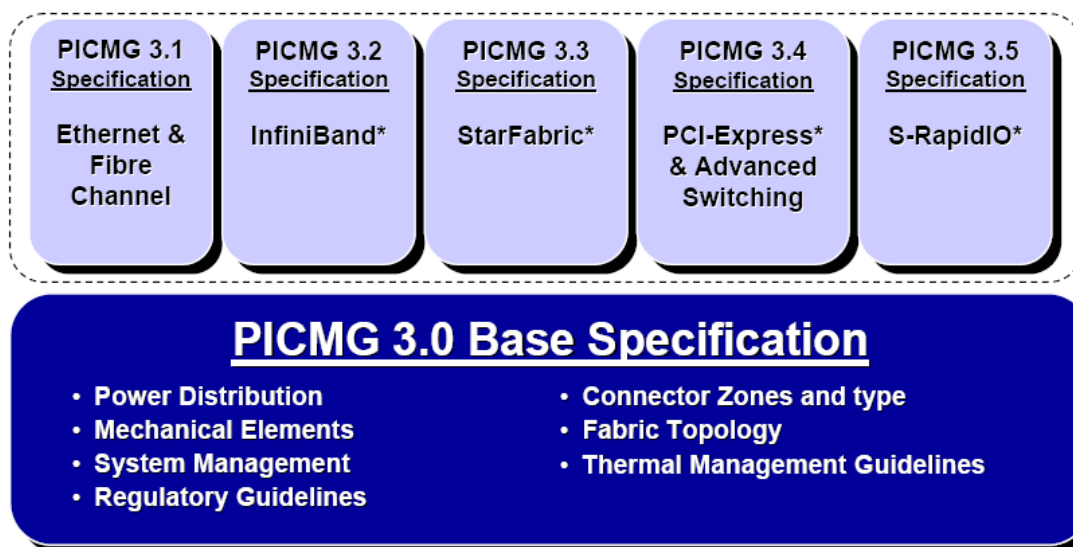 PICMG 3.1
Specification
Ethernet &
Fibre
Channel
PICMG 3.2
Specification
InfiniBand*
PICMG 3.3
Specification
StarFabric*
PICMG 3.4
Specification
PCI-Express*
& Advanced
Switching
PICMG 3.5
Specification
S-RapidIO*
PICMG 3.0 Base Specification
• Power Distribution
• Mechanical Elements
• System Management
• Regulatory Guidelines
• Connector Zones and type
• Fabric Topology
• Thermal Management Guidelines